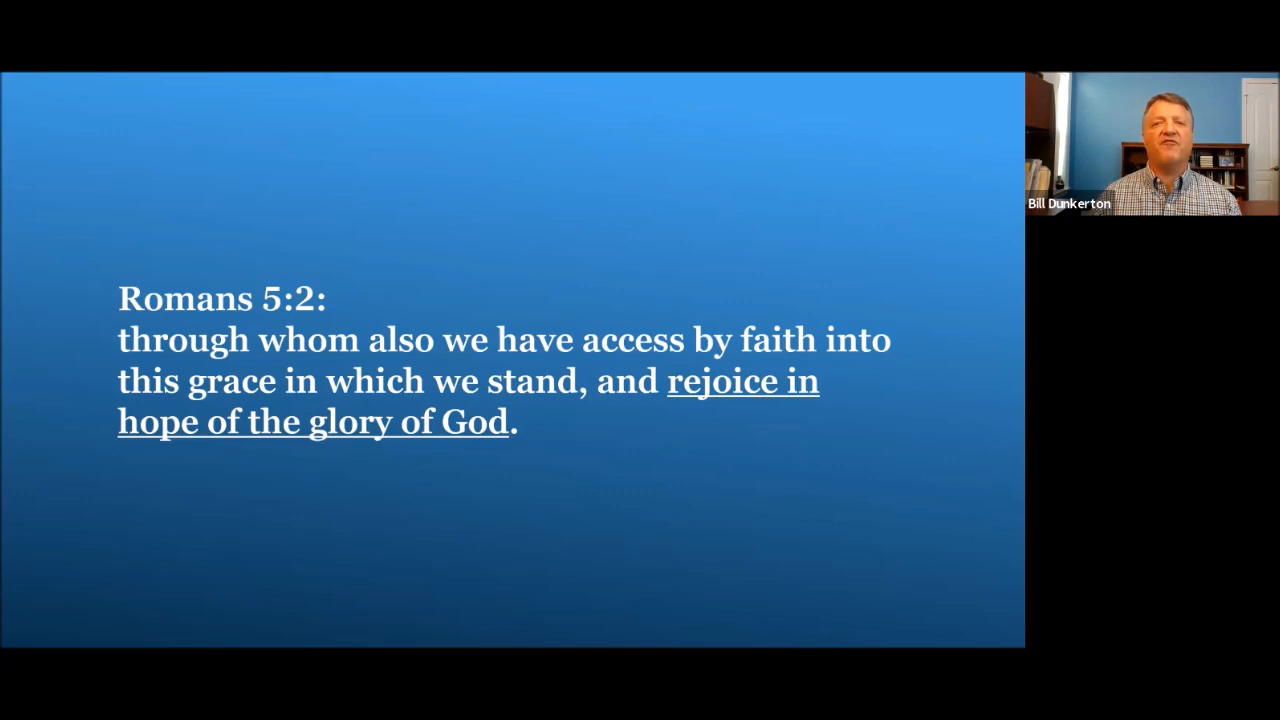 Romans 5:2:
through whom also we have access by faith into
this grace in which we stand, and rejoice in
hope of the glory of God.
Bill Dunkerton